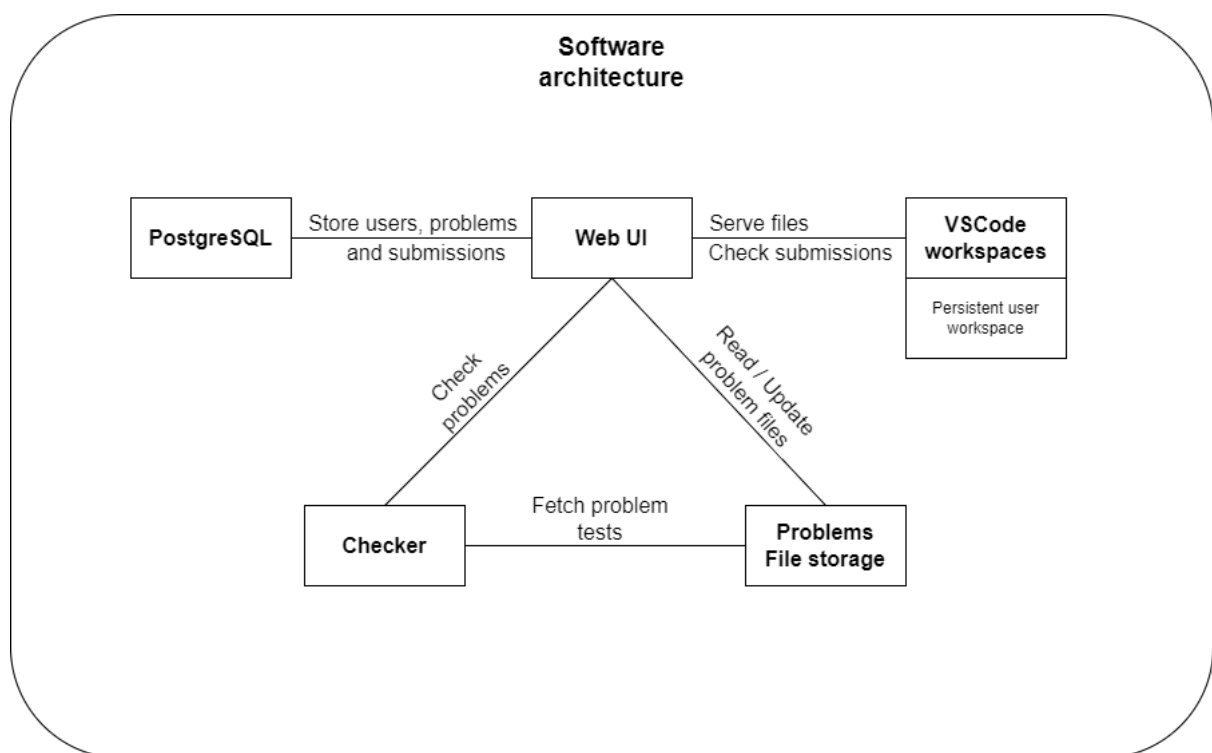 Software
architecture
PostgreSQL
Store users, problems
and submissions
Web UI
Serve files
Check submissions
VSCode
workspaces
Persistent user
workspace
Check
problems
Read / Update
problem files
Checker
Fetch problem
tests
Problems
File storage